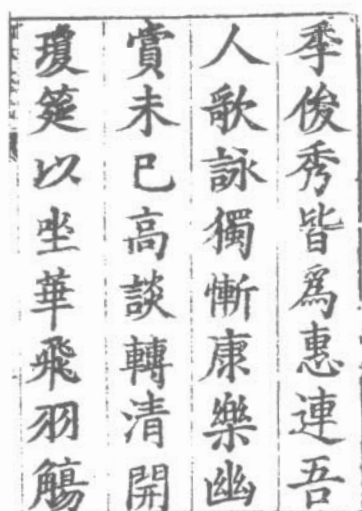 季俊秀皆為惠連吾
人歌詠獨慚康樂幽
賞未已高談轉清開
瓊筵以坐華飛羽觴